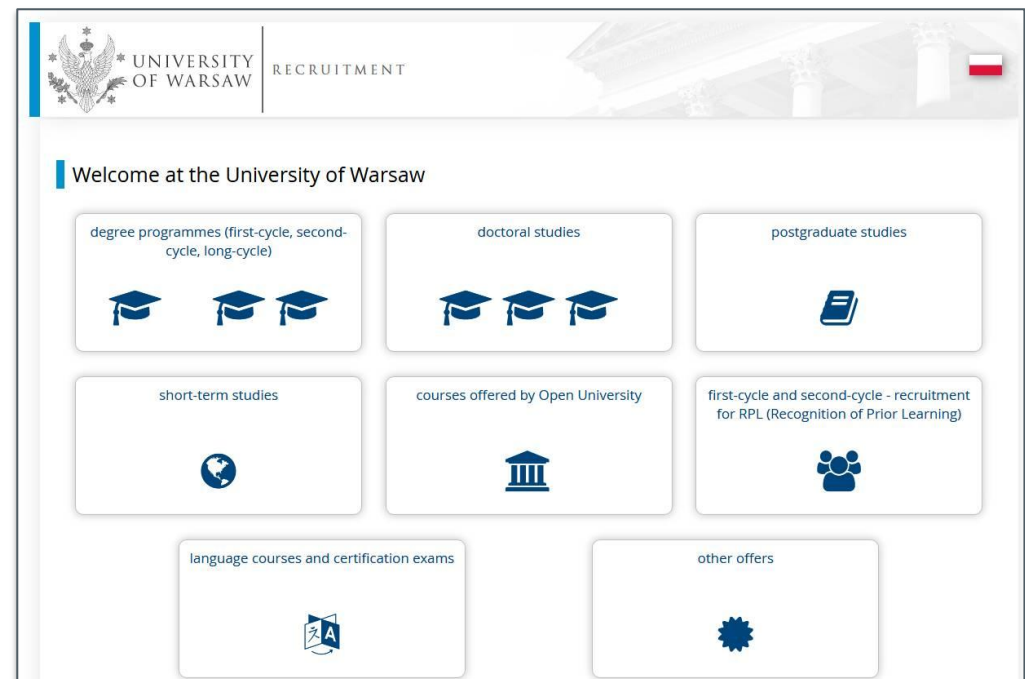 UNIVERSITY
OF WARSAW
RECRUITMENT
Welcome at the University of Warsaw
degree programmes (first-cycle, second-
cycle, long-cycle)
doctoral studies
postgraduate studies
short-term studies
courses offered by Open University
first-cycle and second-cycle - recruitment
for RPL (Recognition of Prior Learning)
language courses and certification exams
A
other offers